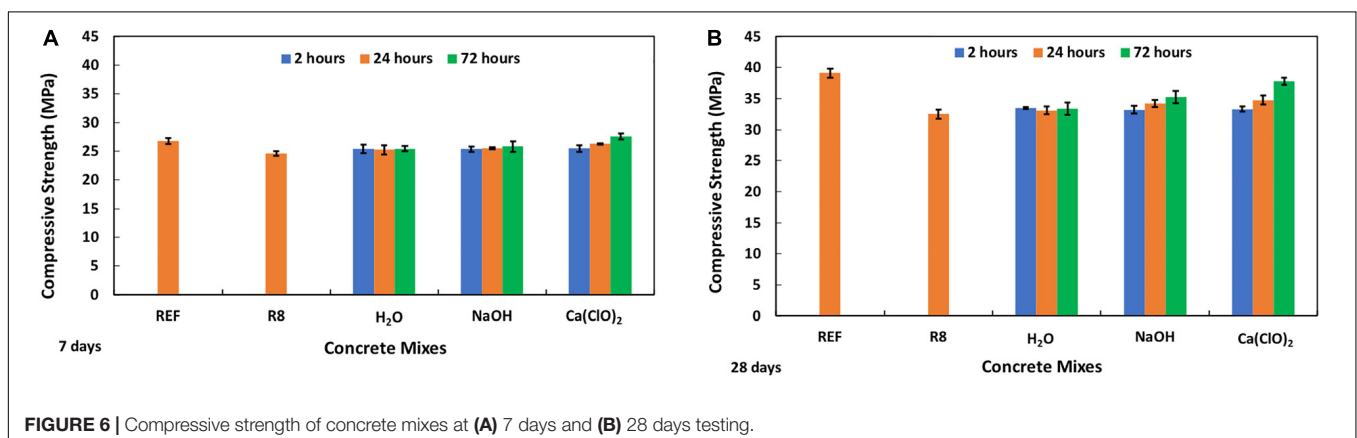 A
45
40
35
30
25
20
15
10
5
0
Compressive Strength (MPa)
2 hours 24 hours 72 hours
REF R8 H₂O NaOH Ca(ClO)₂
7 days Concrete Mixes
B
45
40
35
30
25
20
15
10
5
0
Compressive Strength (MPa)
2 hours 24 hours 72 hours
REF R8 H₂O NaOH Ca(ClO)₂
28 days Concrete Mixes
FIGURE 6 | Compressive strength of concrete mixes at (A) 7 days and (B) 28 days testing.